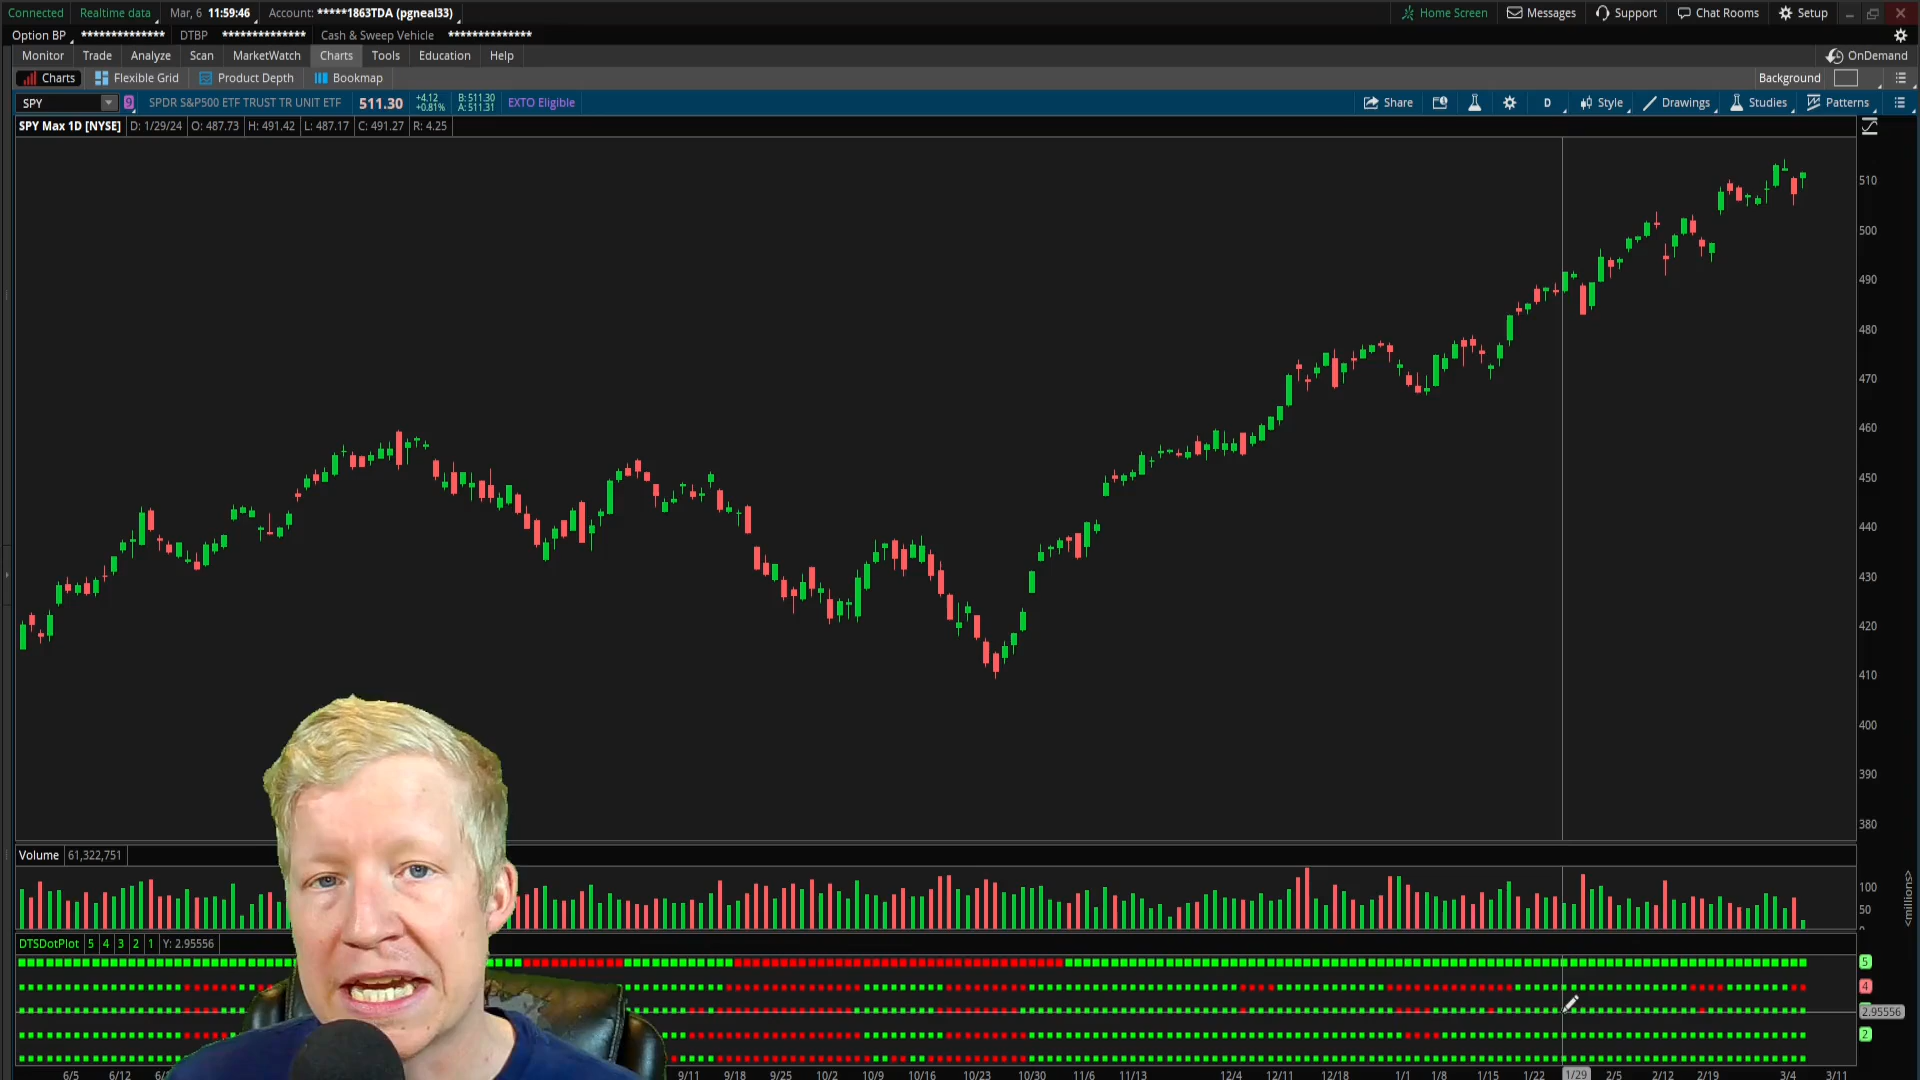 Connected Realtime data Mar, 6 11:59:46 Account: *****1863TDA (pgneal33) Home Screen Messages Support Chat Rooms Setup
Option BP ************** DTBP ************** Cash & Sweep Vehicle **************
Monitor Trade Analyze Scan MarketWatch Charts Tools Education Help OnDemand
Charts Flexible Grid Product Depth Bookmap Background
SPY 9 SPDR S&P500 ETF TRUST TR UNIT ETF 511.30 +4.12 B: 511.30 EXTO Eligible Share D Style Drawings Studies Patterns
+0.81% A: 511.31
SPY Max 1D [NYSE] D: 1/29/24 O: 487.73 H: 491.42 L: 487.17 C: 491.27 R: 4.25
510
500
490
480
470
460
450
440
430
420
410
400
390
380
Volume 61,322,751
100
50
<millions>
DTSDotPlot 5 4 3 2 1 Y: 2.95556
5
4
2.95556
2
6/5 6/12 9/11 9/18 9/25 10/2 10/9 10/16 10/23 10/30 11/6 11/13 12/4 12/11 12/18 1/1 1/8 1/15 1/22 1/29 2/5 2/12 2/19 3/4 3/11